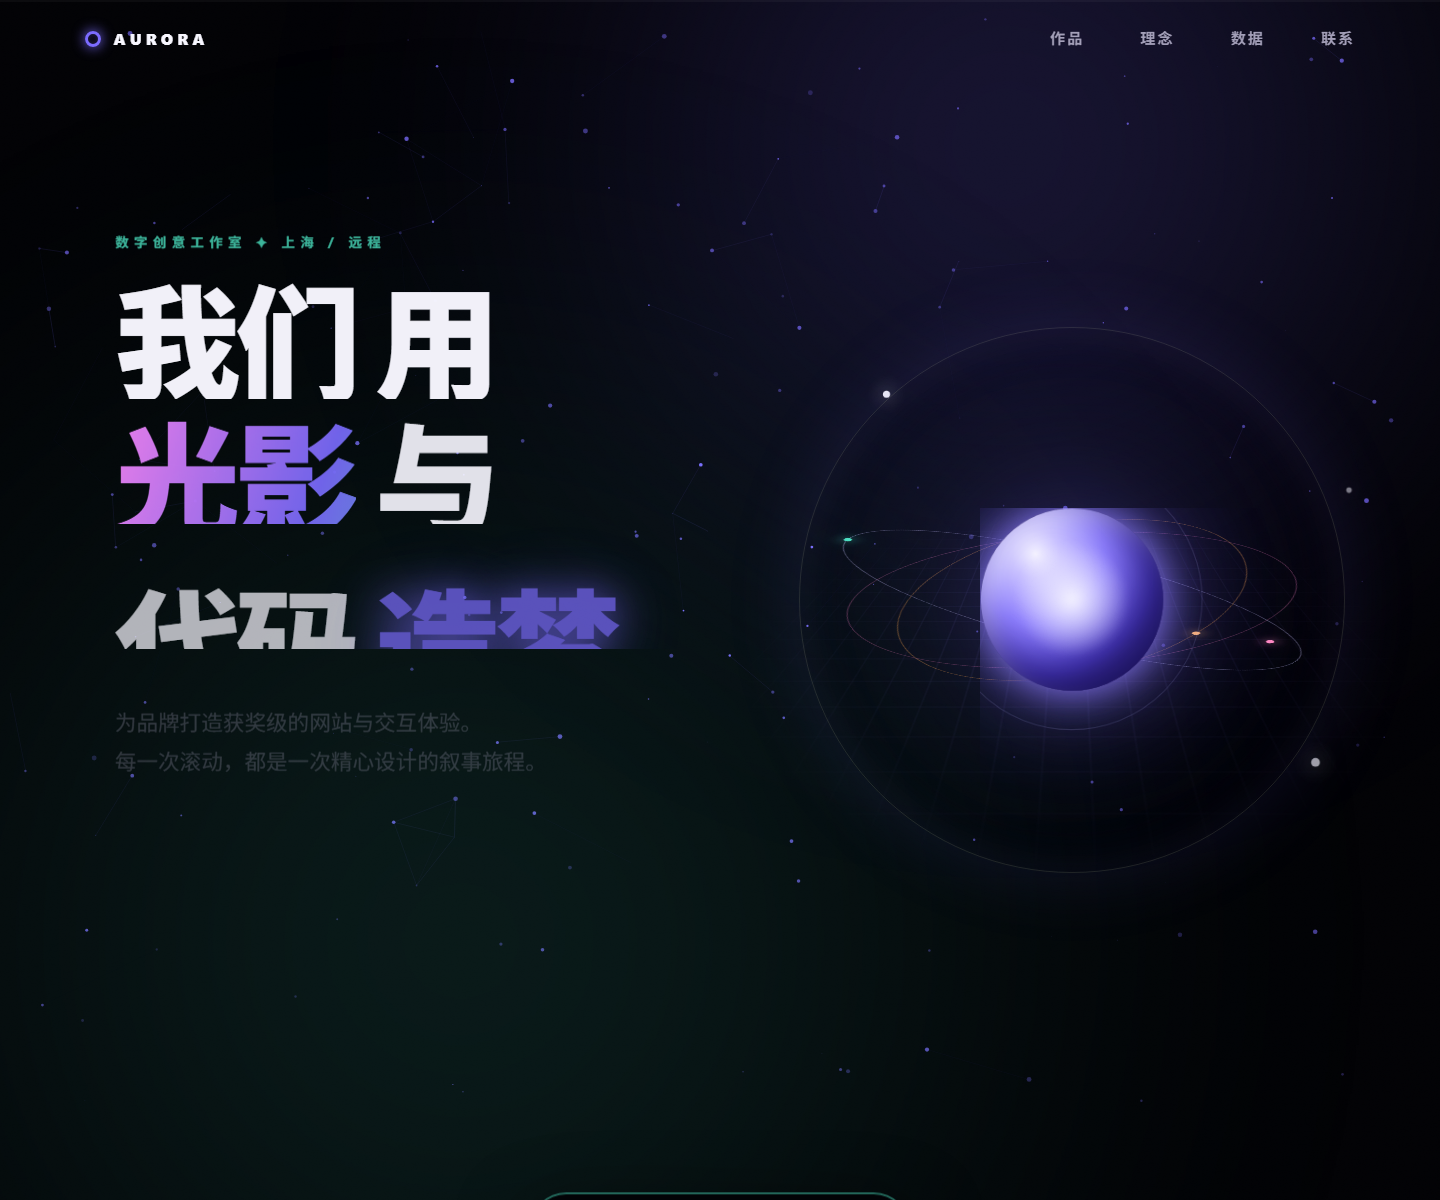 AURORA
作品 理念 数据 联系
数字创意工作室 ✦ 上海 / 远程
我们用
光影与
代码造梦
为品牌打造获奖级的网站与交互体验。
每一次滚动，都是一次精心设计的叙事旅程。